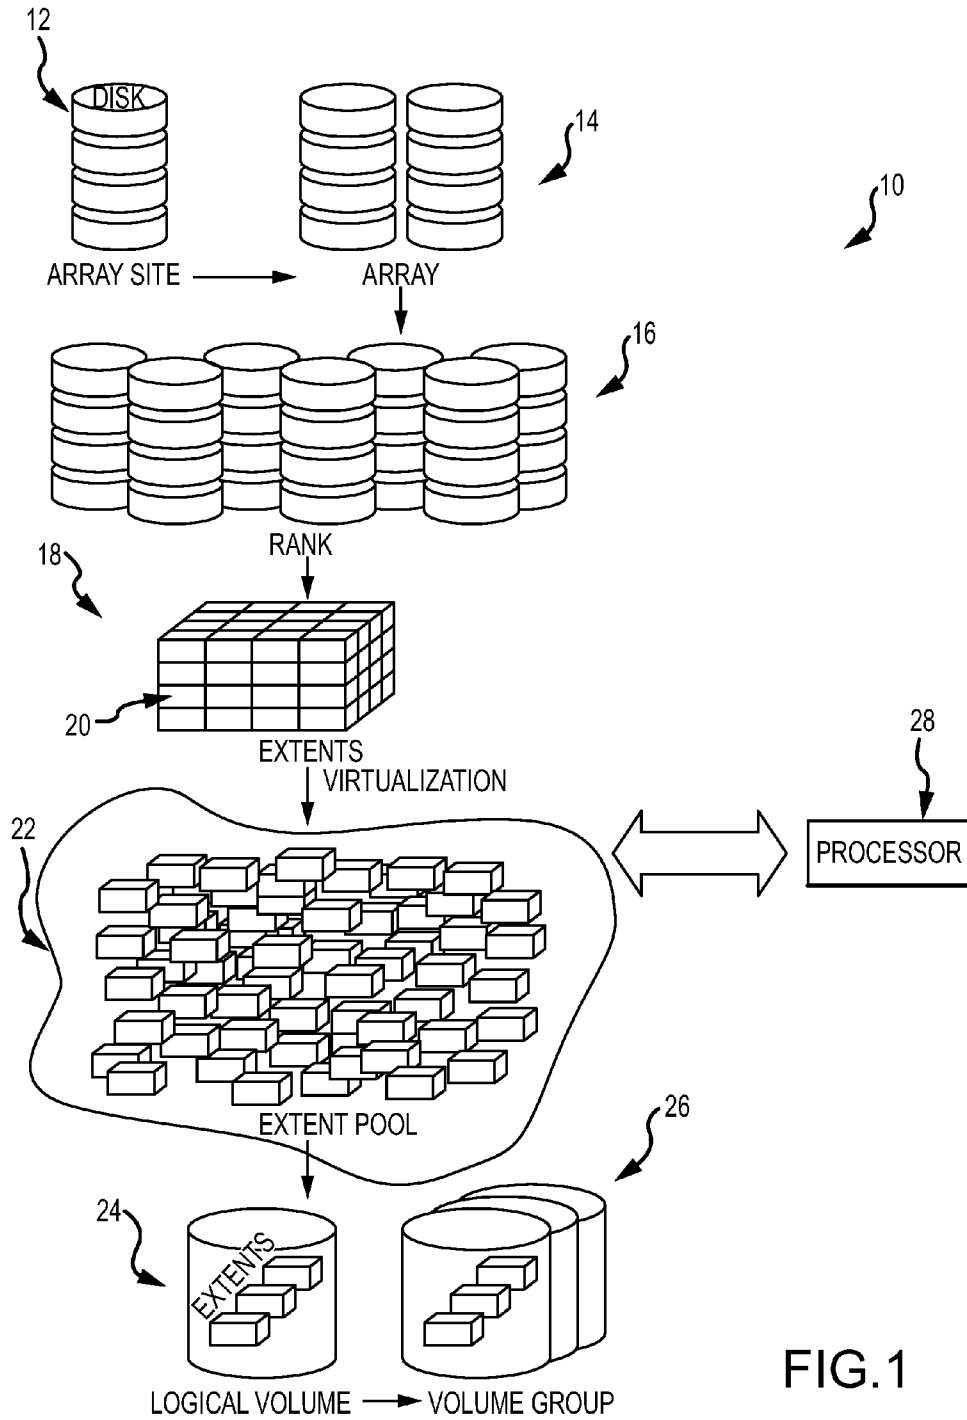 12
DISK
14
10
ARRAY SITE
ARRAY
16
RANK
18
20
EXTENTS
VIRTUALIZATION
28
22
PROCESSOR
EXTENT POOL
26
24
EXTENTS
LOGICAL VOLUME
VOLUME GROUP
FIG.1